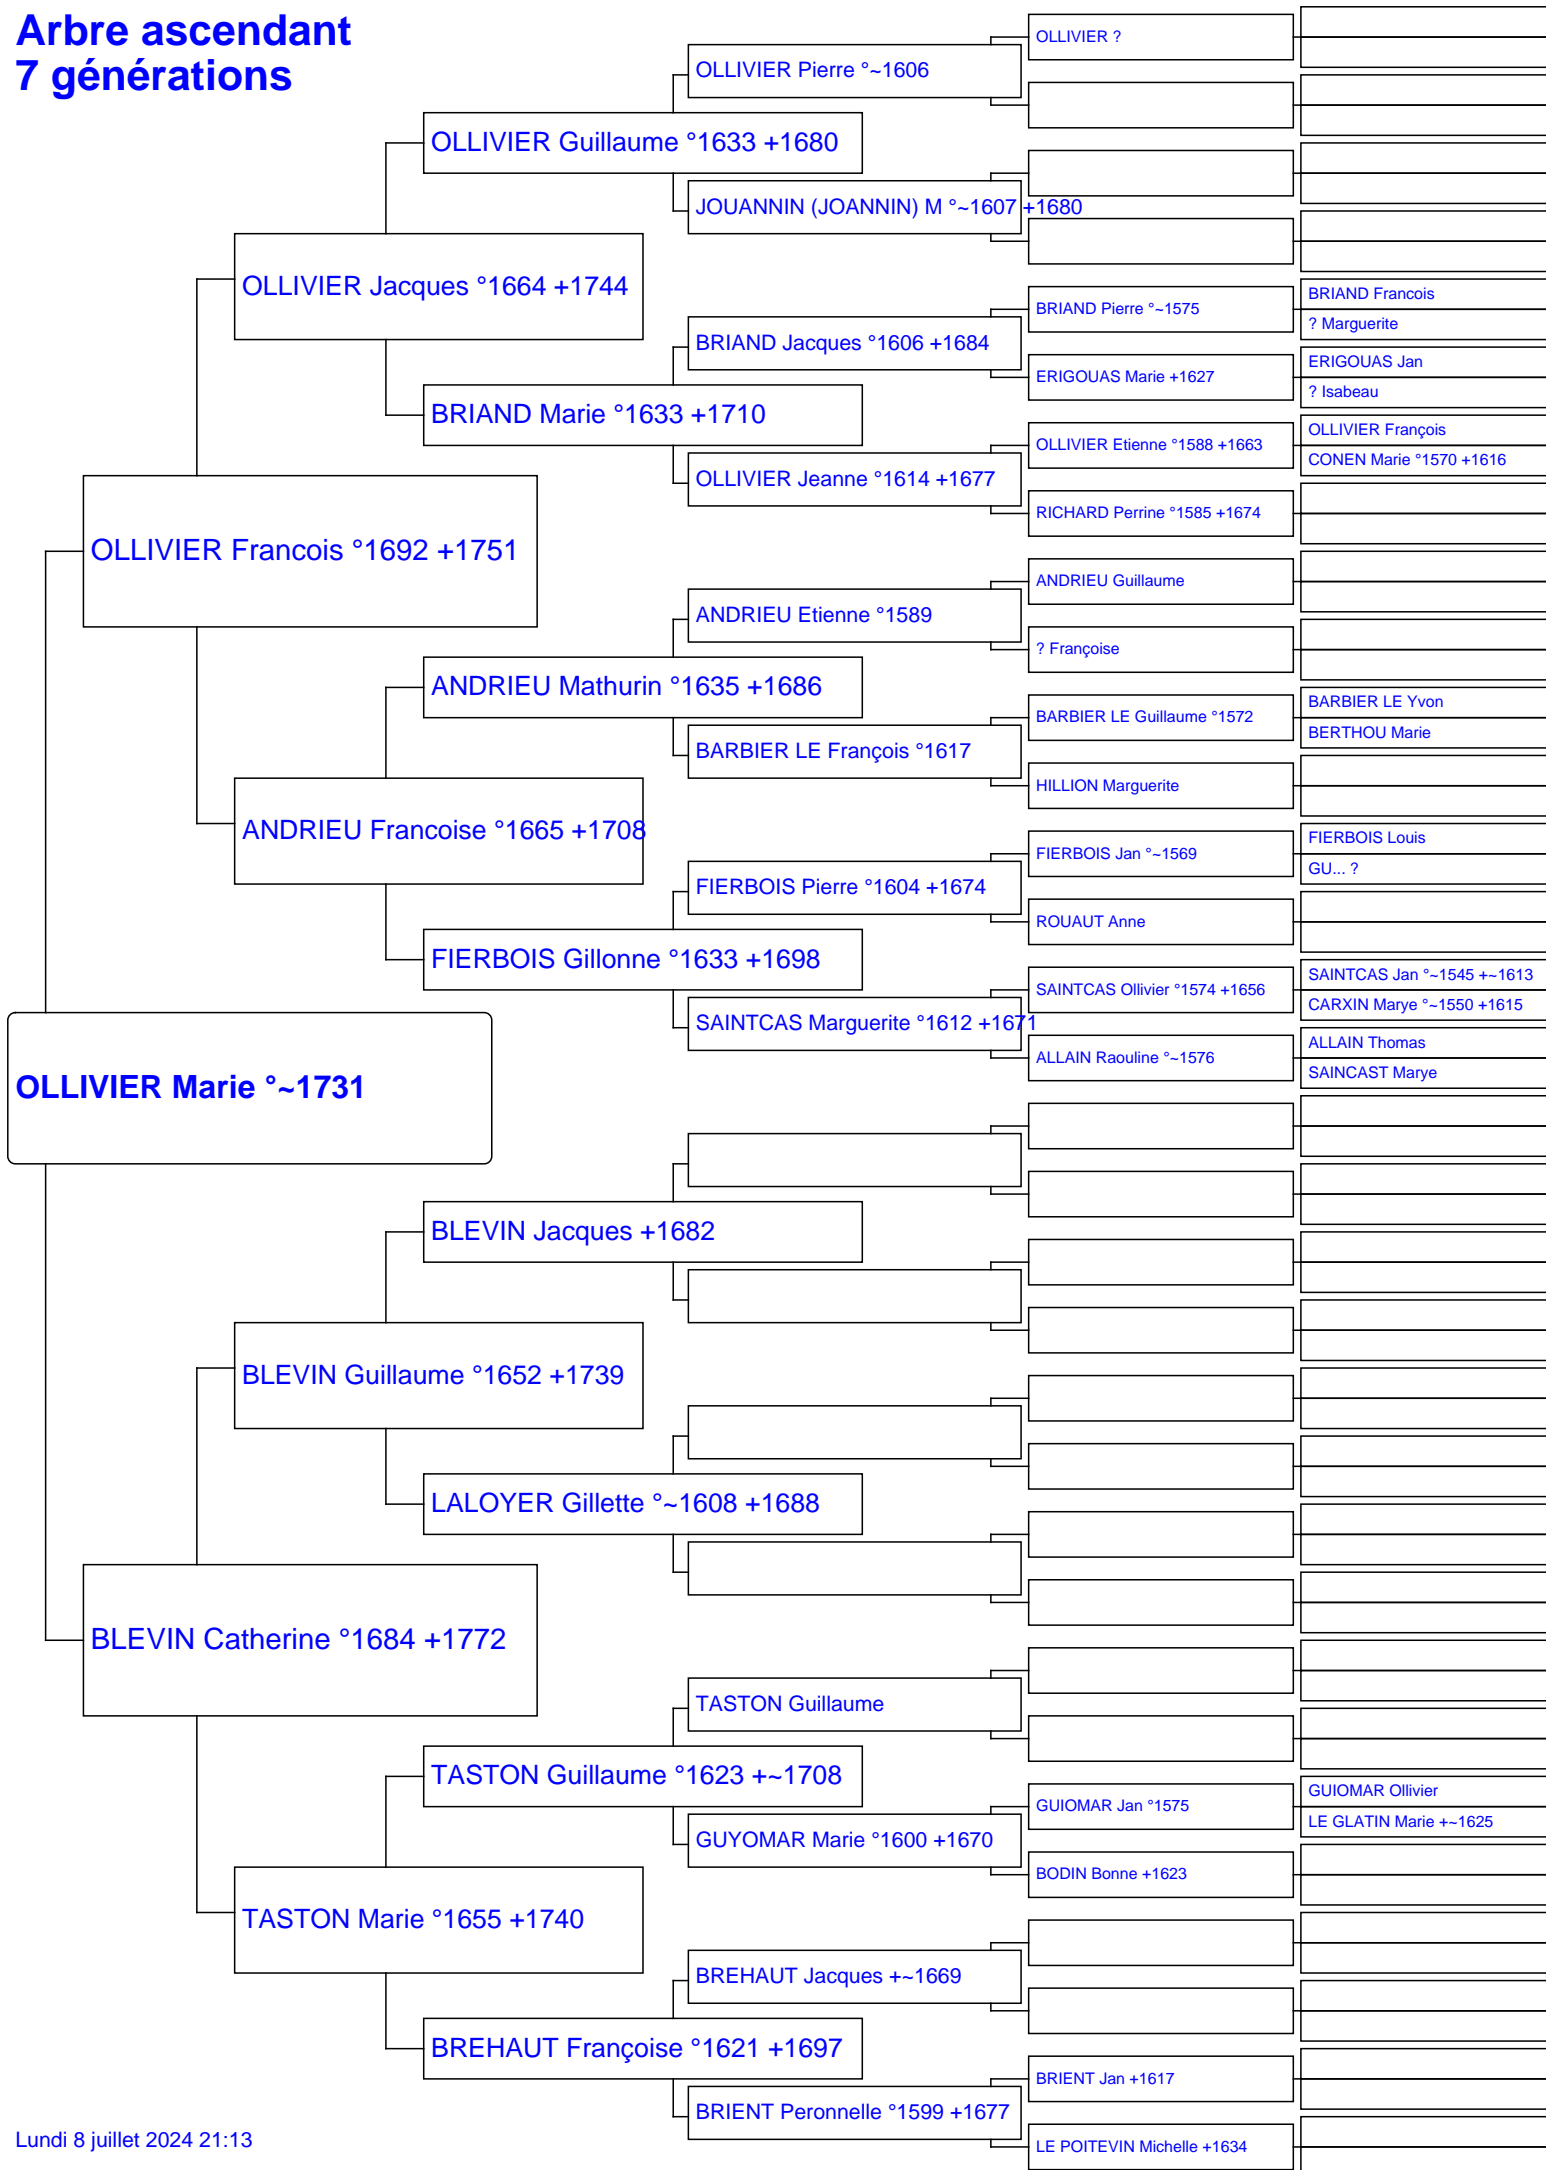 Arbre ascendant
7 générations
OLLIVIER Marie °~1731
OLLIVIER Francois °1692 +1751
BLEVIN Catherine °1684 +1772
OLLIVIER Jacques °1664 +1744
ANDRIEU Francoise °1665 +1708
BLEVIN Guillaume °1652 +1739
TASTON Marie °1655 +1740
OLLIVIER Guillaume °1633 +1680
BRIAND Marie °1633 +1710
ANDRIEU Mathurin °1635 +1686
FIERBOIS Gillonne °1633 +1698
BLEVIN Jacques +1682
LALOYER Gillette °~1608 +1688
TASTON Guillaume °1623 +~1708
BREHAUT Françoise °1621 +1697
OLLIVIER Pierre °~1606
JOUANNIN (JOANNIN) M °~1607 +1680
BRIAND Jacques °1606 +1684
OLLIVIER Jeanne °1614 +1677
ANDRIEU Etienne °1589
BARBIER LE François °1617
FIERBOIS Pierre °1604 +1674
SAINTCAS Marguerite °1612 +1671
TASTON Guillaume
GUYOMAR Marie °1600 +1670
BREHAUT Jacques +~1669
BRIENT Peronnelle °1599 +1677
OLLIVIER ?
BRIAND Pierre °~1575
ERIGOUAS Marie +1627
OLLIVIER Etienne °1588 +1663
RICHARD Perrine °1585 +1674
ANDRIEU Guillaume
? Françoise
BARBIER LE Guillaume °1572
HILLION Marguerite
FIERBOIS Jan °~1569
ROUAUT Anne
SAINTCAS Ollivier °1574 +1656
ALLAIN Raouline °~1576
GUIOMAR Jan °1575
BODIN Bonne +1623
BRIENT Jan +1617
LE POITEVIN Michelle +1634
BRIAND Francois
? Marguerite
ERIGOUAS Jan
? Isabeau
OLLIVIER François
CONEN Marie °1570 +1616
BARBIER LE Yvon
BERTHOU Marie
FIERBOIS Louis
GU... ?
SAINTCAS Jan °~1545 +~1613
CARXIN Marye °~1550 +1615
ALLAIN Thomas
SAINCAST Marye
GUIOMAR Ollivier
LE GLATIN Marie +~1625
Lundi 8 juillet 2024 21:13